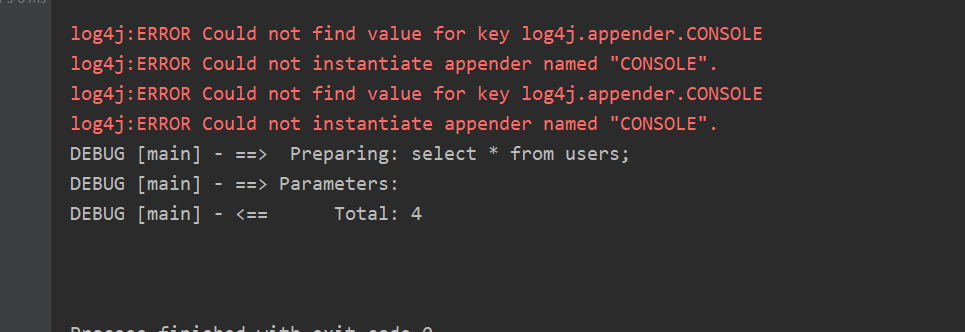 log4j:ERROR Could not find value for key log4j.appender.CONSOLE
log4j:ERROR Could not instantiate appender named "CONSOLE".
log4j:ERROR Could not find value for key log4j.appender.CONSOLE
log4j:ERROR Could not instantiate appender named "CONSOLE".
DEBUG [main] - ==>  Preparing: select * from users;
DEBUG [main] - ==> Parameters:
DEBUG [main] - <==      Total: 4
Process finished with exit code 0